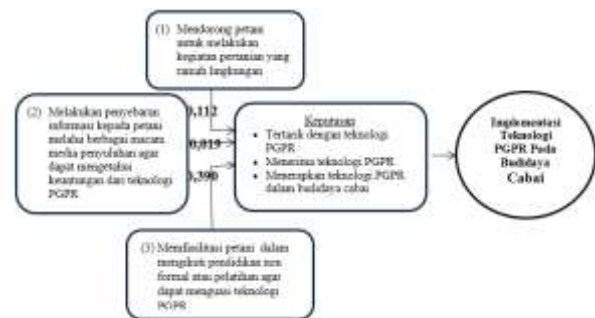 (1) Mendorong petani
untuk melakukan
kegiatan pertanian yang
ramah lingkungan
(2) Melakukan penyebaran
informasi kepada petani
melalui berbagai macam
media penyuluhan agar
dapat mengetahui
keuntungan dari teknologi
PGPR
0,112
0,019
0,390
Keputusan
• Tertarik dengan teknologi
PGPR
• Menerima teknologi PGPR
• Menerapkan teknologi PGPR
dalam budidaya cabai
Implementasi
Teknologi
PGPR Pada
Budidaya
Cabai
(3) Memfasilitasi petani dalam
mengikuti pendidikan non
formal atau pelatihan agar
dapat menguasi teknologi
PGPR